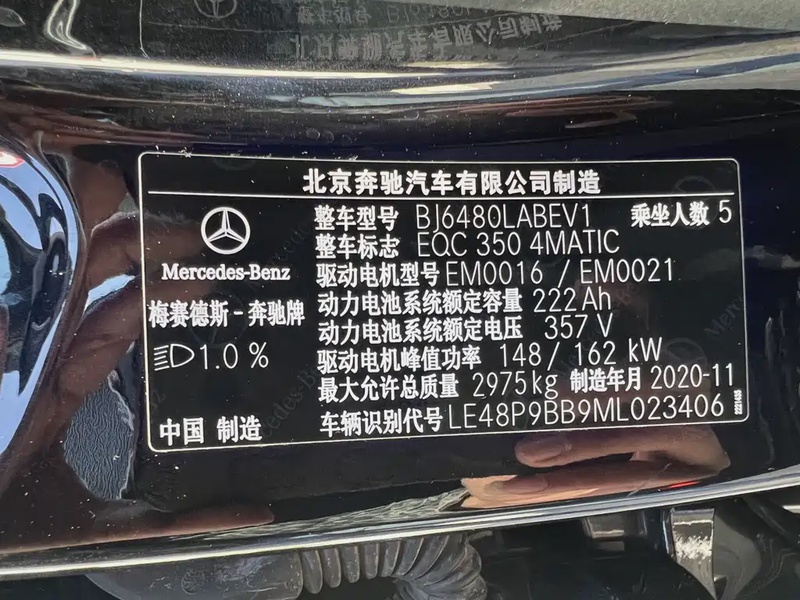 北京奔驰汽车有限公司制造
整车型号 BJ6480LABEV1 乘坐人数 5
整车标志 EQC 350 4MATIC
Mercedes-Benz
驱动电机型号 EM0016 / EM0021
动力电池系统额定容量 222Ah
梅赛德斯-奔驰牌
动力电池系统额定电压 357 V
1.0 %
驱动电机峰值功率 148 / 162 kW
最大允许总质量 2975kg 制造年月 2020-11
中国 制造
车辆识别代号 LE48P9BB9ML023406